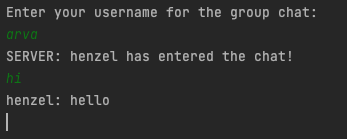 Enter your username for the group chat:
arva
SERVER: henzel has entered the chat!
hi
henzel: hello